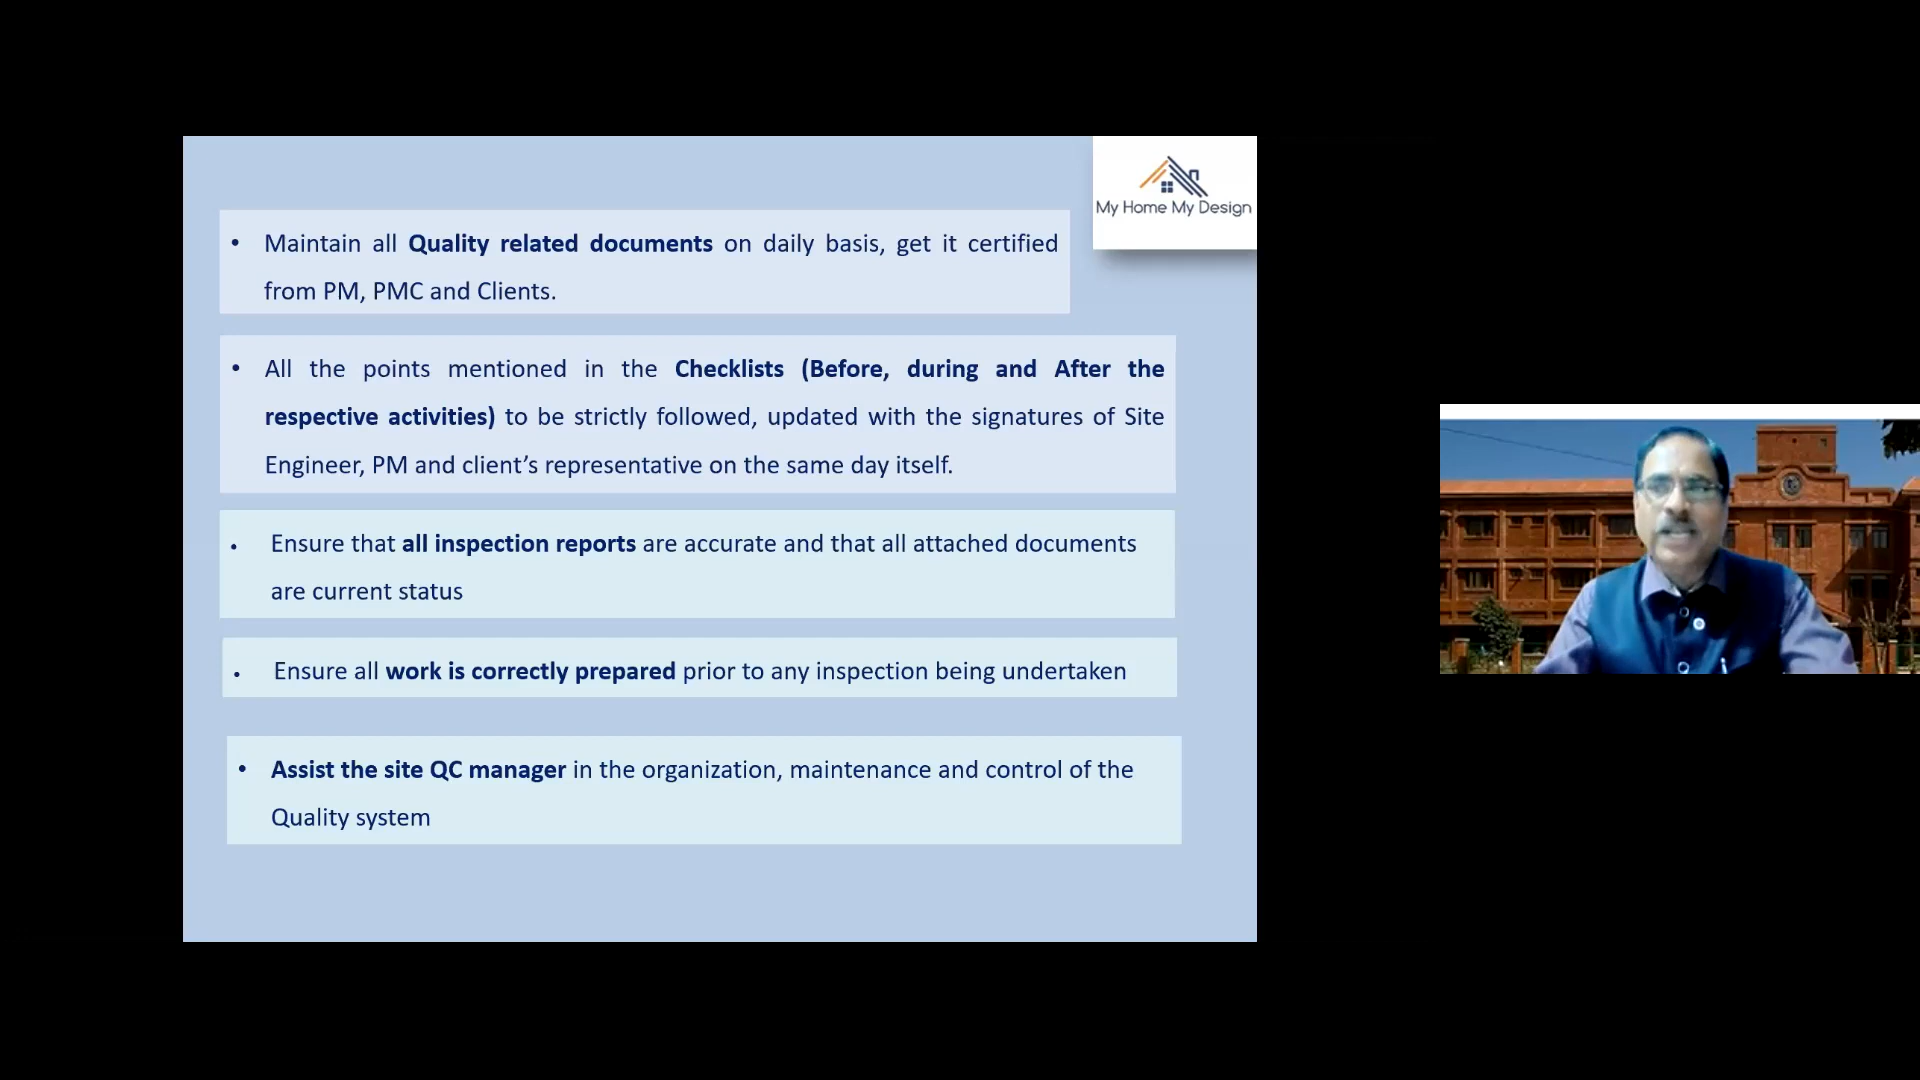 My Home My Design
• Maintain all Quality related documents on daily basis, get it certified
from PM, PMC and Clients.
• All the points mentioned in the Checklists (Before, during and After the
respective activities) to be strictly followed, updated with the signatures of Site
Engineer, PM and client’s representative on the same day itself.
• Ensure that all inspection reports are accurate and that all attached documents
are current status
• Ensure all work is correctly prepared prior to any inspection being undertaken
• Assist the site QC manager in the organization, maintenance and control of the
Quality system